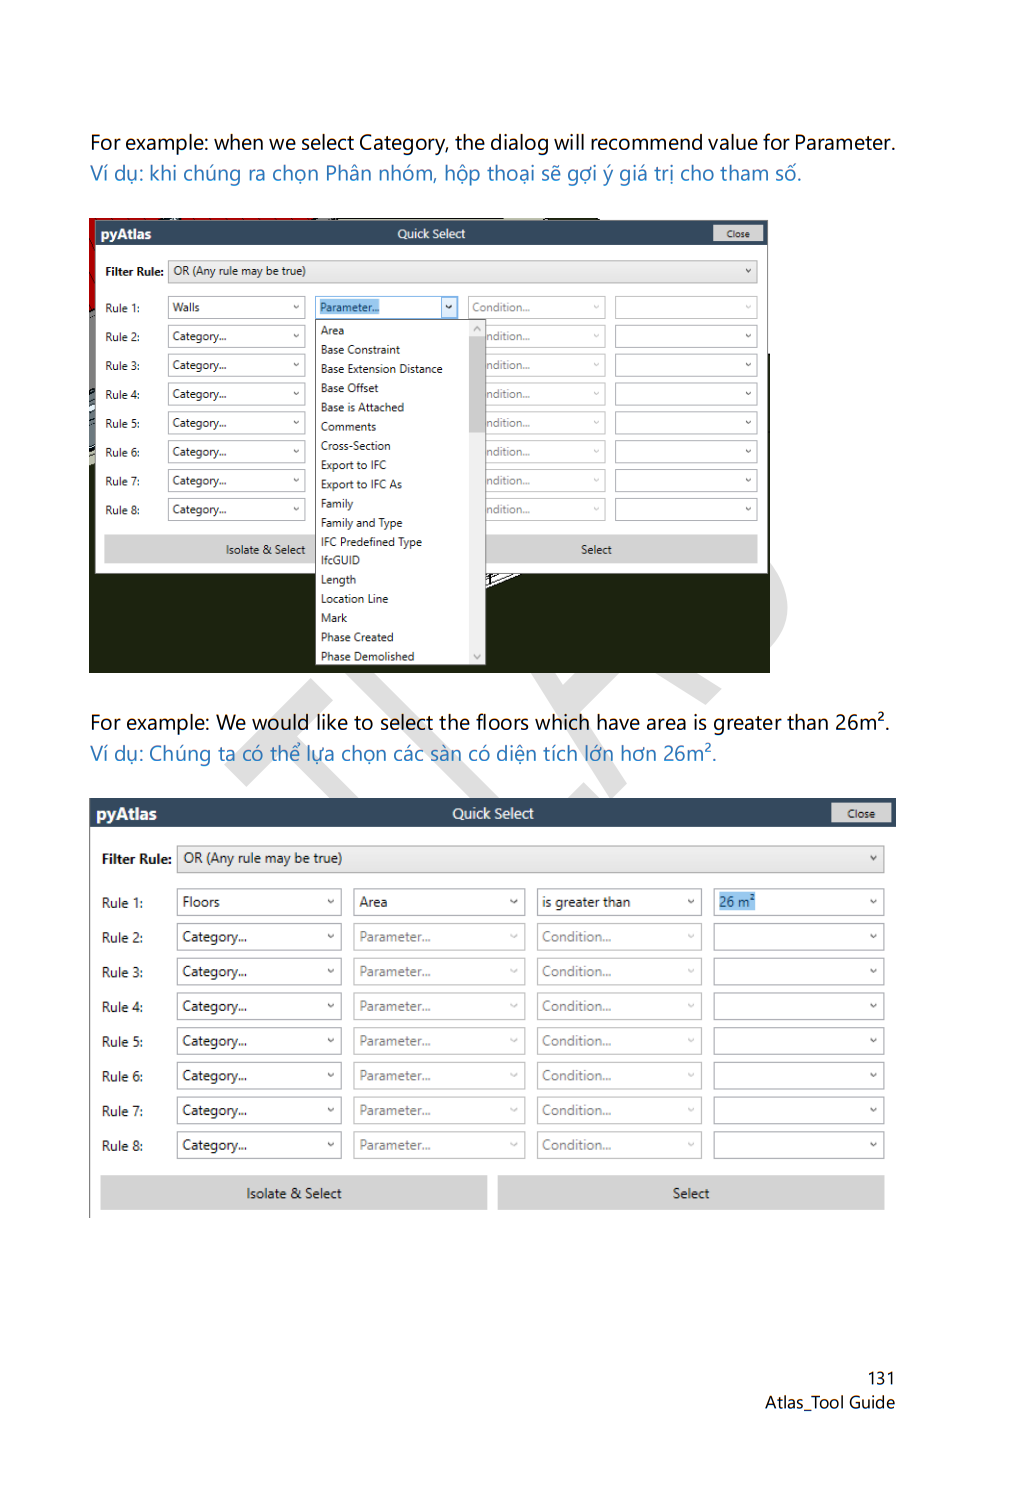 For example: when we select Category, the dialog will recommend value for Parameter.
Ví dụ: khi chúng ra chọn Phân nhóm, hộp thoại sẽ gợi ý giá trị cho tham số.
pyAtlas Quick Select Close
Filter Rule: OR (Any rule may be true)
Rule 1: Walls Parameter... Condition...
Area
Rule 2: Category... ndition...
Base Constraint
Rule 3: Category... Base Extension Distance ndition...
Base Offset
Rule 4: Category... ndition...
Base is Attached
Rule 5: Category... Comments ndition...
Cross-Section
Rule 6: Category... ndition...
Export to IFC
Rule 7: Category... Export to IFC As ndition...
Family
Rule 8: Category... ndition...
Family and Type
IFC Predefined Type
Isolate & Select Select
IfcGUID
Length
Location Line
Mark
Phase Created
Phase Demolished
For example: We would like to select the floors which have area is greater than 26m².
Ví dụ: Chúng ta có thể lựa chọn các sàn có diện tích lớn hơn 26m².
pyAtlas Quick Select Close
Filter Rule: OR (Any rule may be true)
Rule 1: Floors Area is greater than 26 m²
Rule 2: Category... Parameter... Condition...
Rule 3: Category... Parameter... Condition...
Rule 4: Category... Parameter... Condition...
Rule 5: Category... Parameter... Condition...
Rule 6: Category... Parameter... Condition...
Rule 7: Category... Parameter... Condition...
Rule 8: Category... Parameter... Condition...
Isolate & Select Select
131
Atlas_Tool Guide